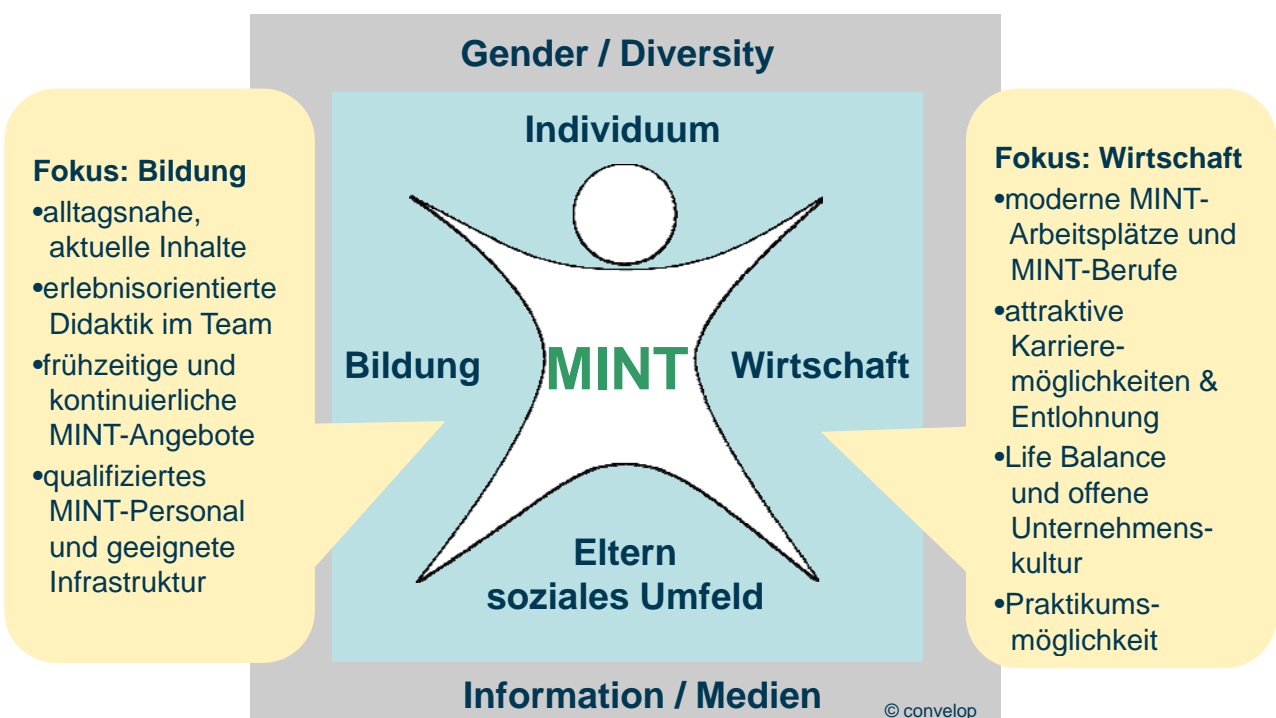 Gender / Diversity
Individuum
Fokus: Bildung
•alltagsnahe,
aktuelle Inhalte
•erlebnisorientierte
Didaktik im Team
•frühzeitige und
kontinuierliche
MINT-Angebote
•qualifiziertes
MINT-Personal
und geeignete
Infrastruktur
Bildung
MINT
Wirtschaft
Eltern
soziales Umfeld
Fokus: Wirtschaft
•moderne MINT-
Arbeitsplätze und
MINT-Berufe
•attraktive
Karriere-
möglichkeiten &
Entlohnung
•Life Balance
und offene
Unternehmens-
kultur
•Praktikums-
möglichkeit
Information / Medien
© convelop